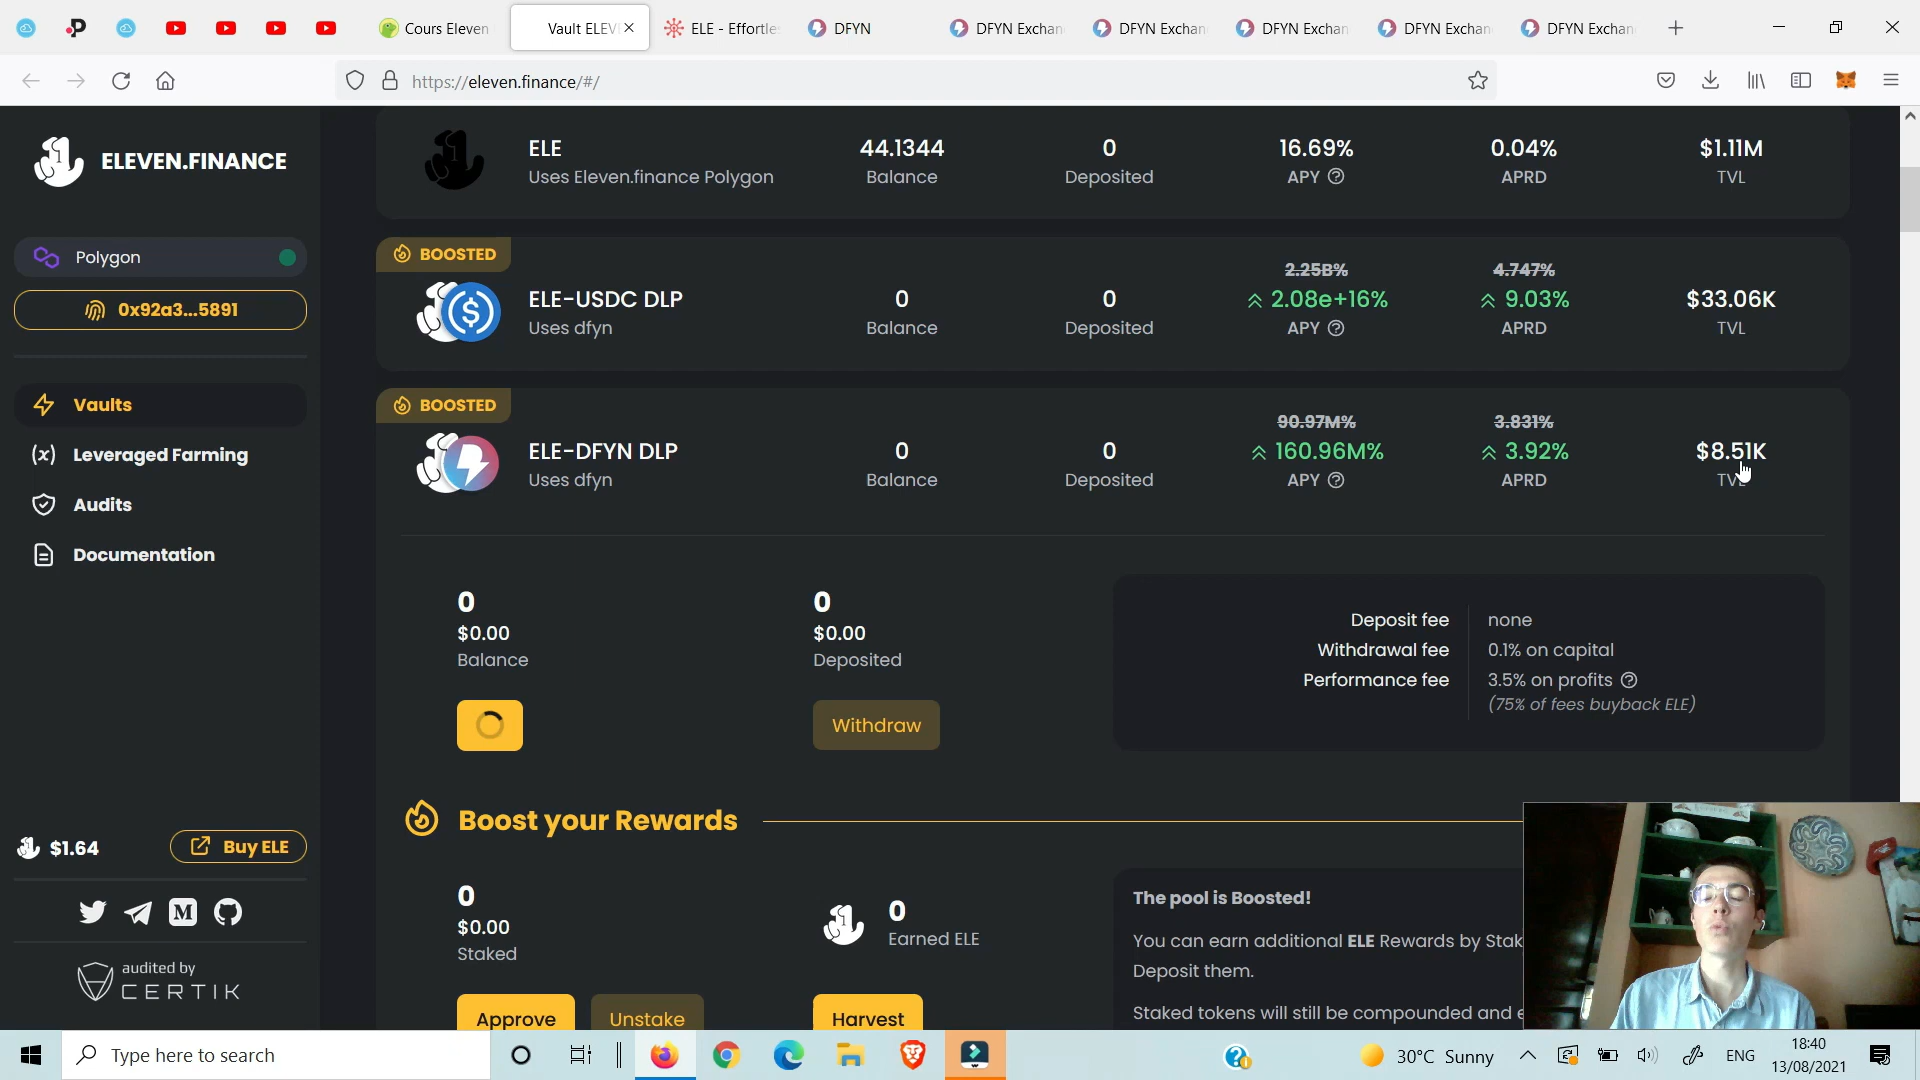 Cours Eleven
Vault ELEV
ELE - Effortle
DFYN
DFYN Exchan
DFYN Exchan
DFYN Exchan
DFYN Exchan
DFYN Exchan
https://eleven.finance/#/
ELEVEN.FINANCE
Polygon
0x92a3...5891
Vaults
Leveraged Farming
Audits
Documentation
$1.64
Buy ELE
audited by
CERTIK
ELE
Uses Eleven.finance Polygon
44.1344
Balance
0
Deposited
16.69%
APY
0.04%
APRD
$1.11M
TVL
BOOSTED
ELE-USDC DLP
Uses dfyn
0
Balance
0
Deposited
2.25B%
2.08e+16%
APY
4.747%
9.03%
APRD
$33.06K
TVL
BOOSTED
ELE-DFYN DLP
Uses dfyn
0
Balance
0
Deposited
90.97M%
160.96M%
APY
3.831%
3.92%
APRD
$8.51K
TVL
0
$0.00
Balance
0
$0.00
Deposited
Withdraw
Deposit fee none
Withdrawal fee 0.1% on capital
Performance fee 3.5% on profits
(75% of fees buyback ELE)
Boost your Rewards
0
$0.00
Staked
0
Earned ELE
Approve
Unstake
Harvest
The pool is Boosted!
You can earn additional ELE Rewards by Stak
Deposit them.
Staked tokens will still be compounded and e
Type here to search
30°C Sunny
ENG
18:40
13/08/2021